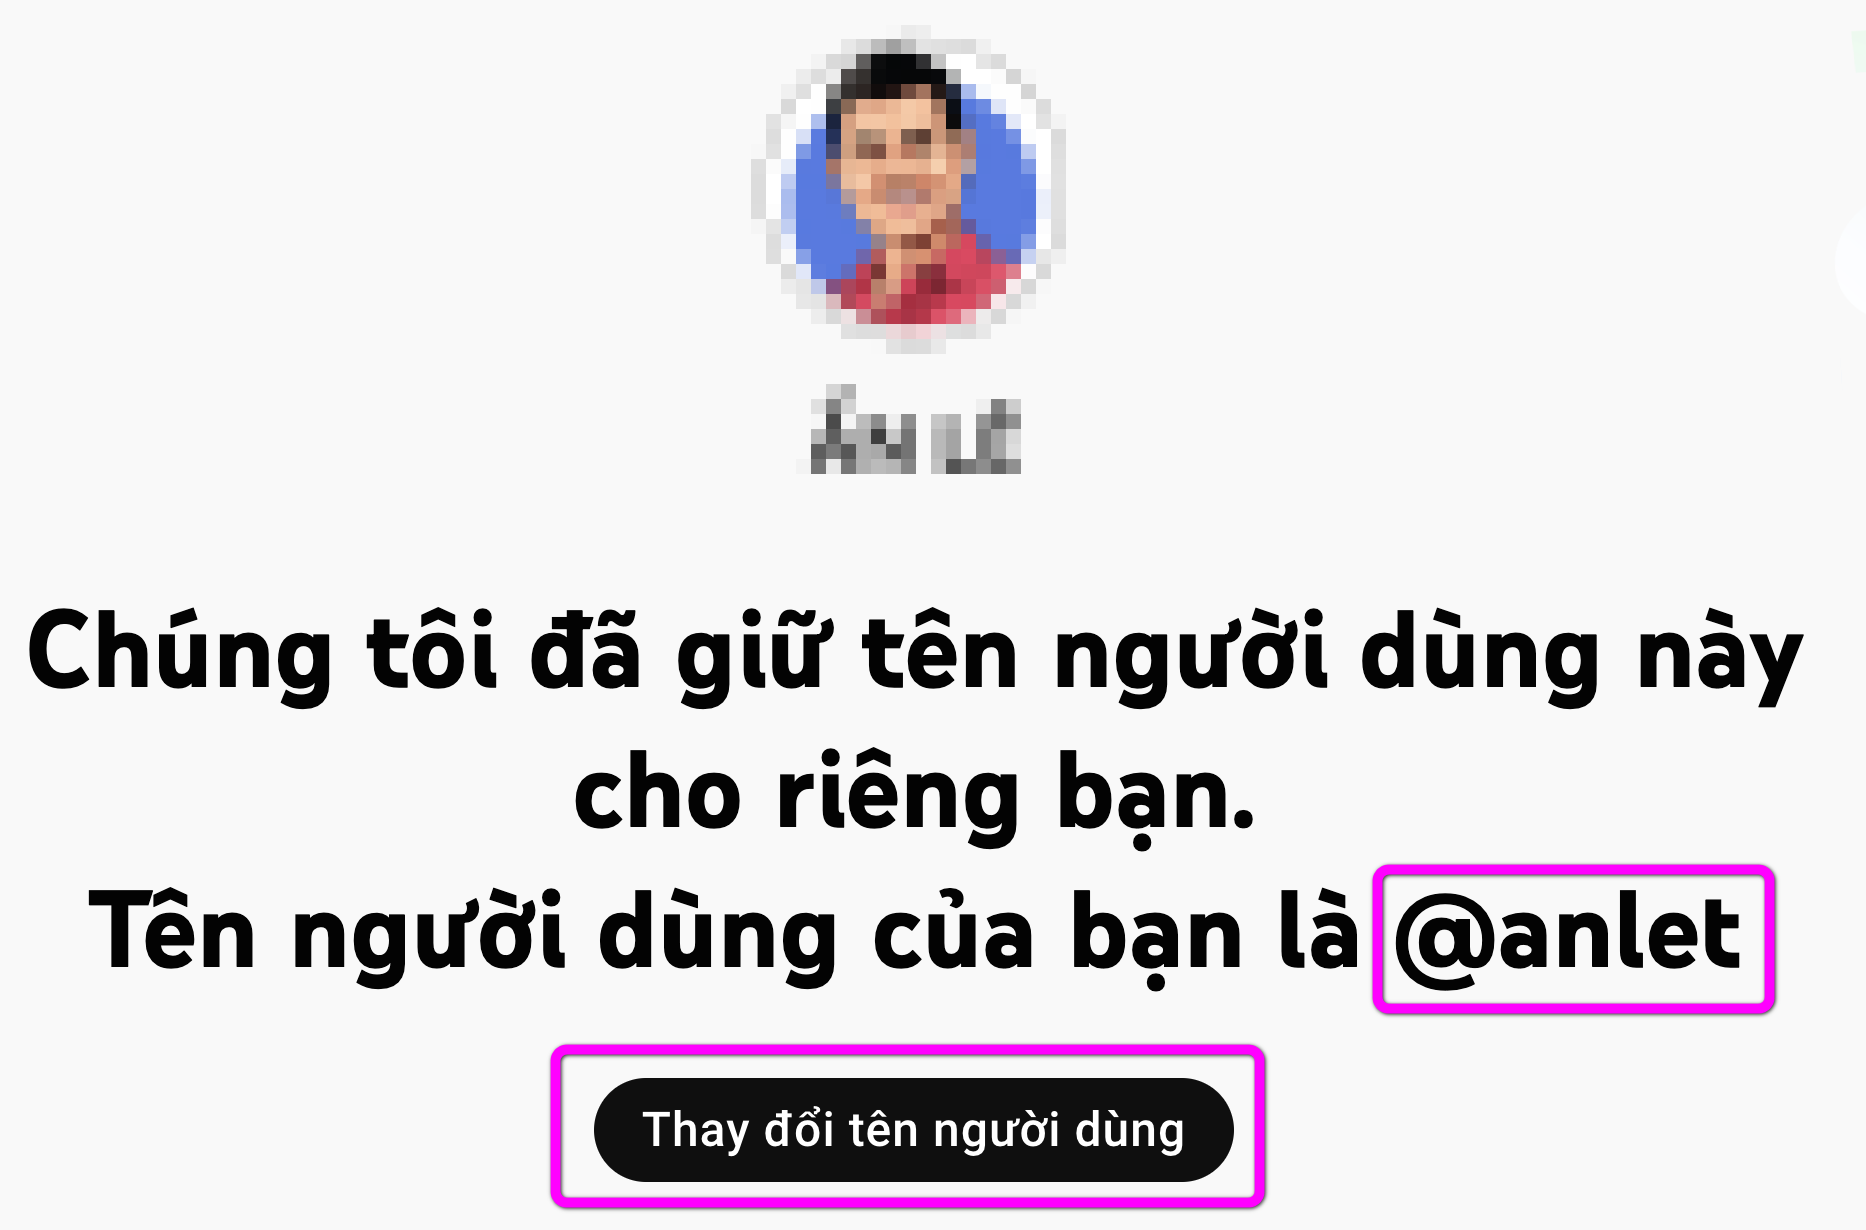 Chúng tôi đã giữ tên người dùng này
cho riêng bạn.
Tên người dùng của bạn là @anlet
Thay đổi tên người dùng